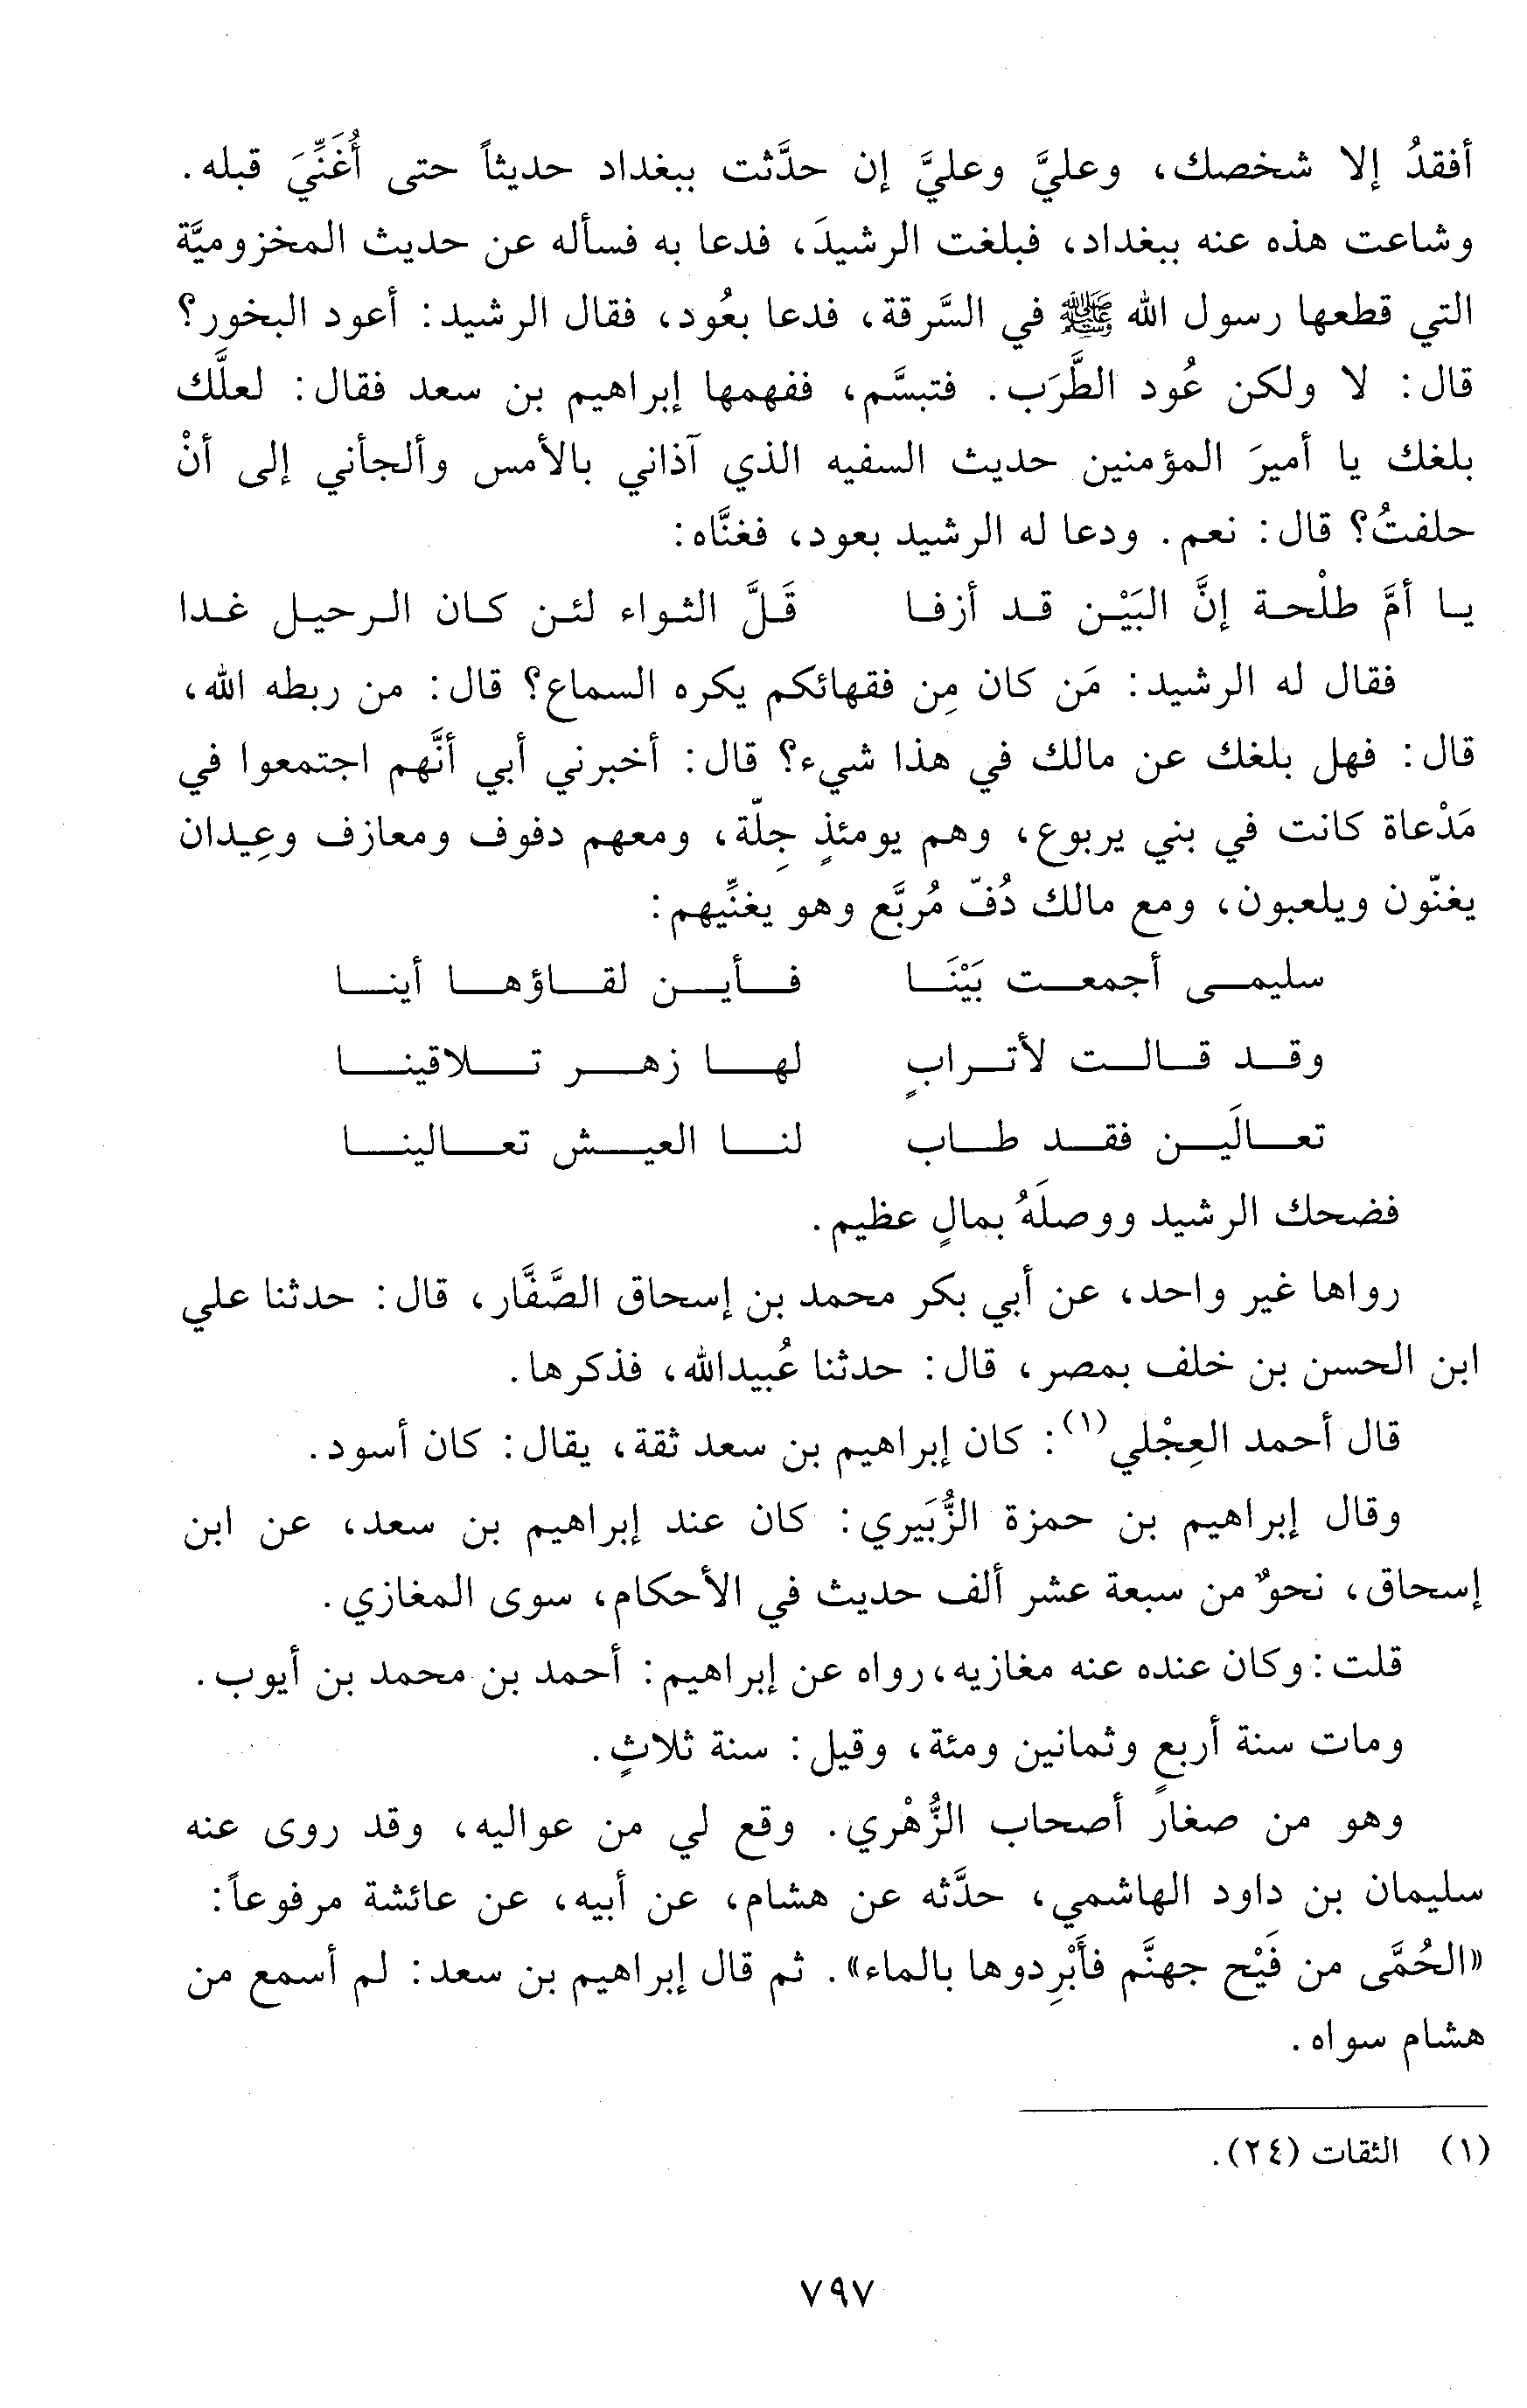 أفقدُ إلا شخصك، وعليَّ وعليَّ إن حدَّثت ببغداد حديثاً حتى أُغَنِّيَ قبله.
وشاعت هذه عنه ببغداد، فبلغت الرشيدَ، فدعا به فسأله عن حديث المخزوميَّة
التي قطعها رسول الله ﷺ في السَّرقة، فدعا بعُود، فقال الرشيد: أعود البخور؟
قال: لا ولكن عُود الطَّرَب. فتبسَّم، ففهمها إبراهيم بن سعد فقال: لعلَّك
بلغك يا أميرَ المؤمنين حديث السفيه الذي آذاني بالأمس وألجأني إلى أنْ
حلفتُ؟ قال: نعم. ودعا له الرشيد بعود، فغنَّاه:
يا أمَّ طلْحة إنَّ البَيْن قد أزفا قَلَّ الثواء لئن كان الرحيل غدا
فقال له الرشيد: مَن كان مِن فقهائكم يكره السماع؟ قال: من ربطه الله،
قال: فهل بلغك عن مالك في هذا شيء؟ قال: أخبرني أبي أنَّهم اجتمعوا في
مَدْعاة كانت في بني يربوع، وهم يومئذٍ جِلّة، ومعهم دفوف ومعازف وعِيدان
يغنّون ويلعبون، ومع مالك دُفّ مُربَّع وهو يغنِّيهم:
سليمى أجمعت بَيْنَا فأين لقاؤها أينا
وقد قالت لأترابٍ لها زهر تلاقينا
تعالَين فقد طاب لنا العيش تعالينا
فضحك الرشيد ووصلَهُ بمالٍ عظيم.
رواها غير واحد، عن أبي بكر محمد بن إسحاق الصَّفَّار، قال: حدثنا علي
ابن الحسن بن خلف بمصر، قال: حدثنا عُبيدالله، فذكرها.
قال أحمد العِجْلي(١): كان إبراهيم بن سعد ثقة، يقال: كان أسود.
وقال إبراهيم بن حمزة الزُّبَيري: كان عند إبراهيم بن سعد، عن ابن
إسحاق، نحوٌ من سبعة عشر ألف حديث في الأحكام، سوى المغازي.
قلت: وكان عنده عنه مغازيه، رواه عن إبراهيم: أحمد بن محمد بن أيوب.
ومات سنة أربعٍ وثمانين ومئة، وقيل: سنة ثلاثٍ.
وهو من صغار أصحاب الزُّهْري. وقع لي من عواليه، وقد روى عنه
سليمان بن داود الهاشمي، حدَّثه عن هشام، عن أبيه، عن عائشة مرفوعاً:
«الحُمَّى من فَيْح جهنَّم فأَبْرِدوها بالماء». ثم قال إبراهيم بن سعد: لم أسمع من
هشام سواه.
(١) الثقات (٢٤).
٧٩٧